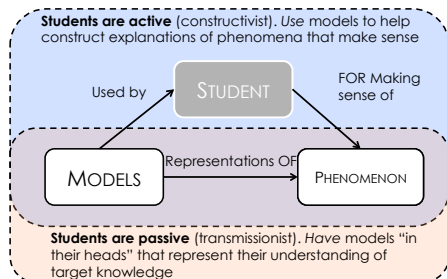 Students are active (constructivist). Use models to help
construct explanations of phenomena that make sense
Used by
STUDENT
FOR Making
sense of
Representations OF
MODELS
PHENOMENON
Students are passive (transmissionist). Have models “in
their heads” that represent their understanding of
target knowledge